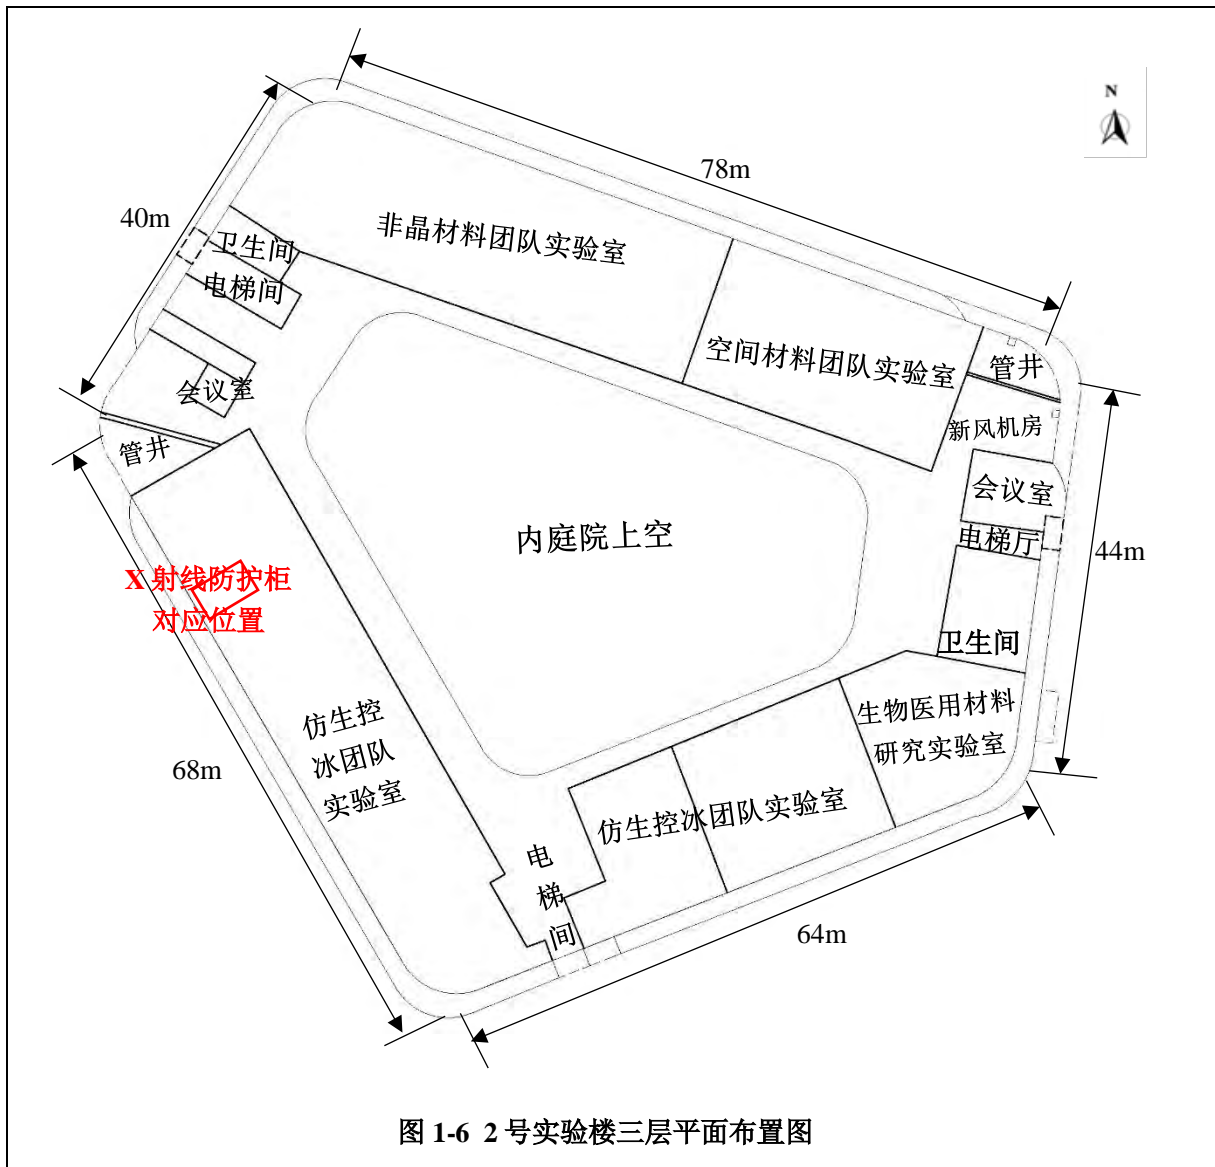 N
78m
40m
非晶材料团队实验室
卫生间
电梯间
空间材料团队实验室
管井
会议室
新风机房
管井
会议室
内庭院上空
电梯厅
44m
X 射线防护柜
对应位置
卫生间
仿生控
冰团队
实验室
生物医用材料
研究实验室
68m
仿生控冰团队实验室
电
梯
间
64m
图 1-6 2 号实验楼三层平面布置图